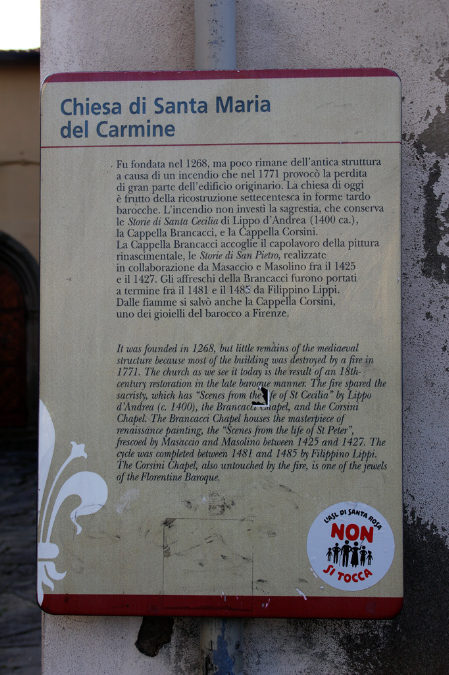 Chiesa di Santa Maria
del Carmine
Fu fondata nel 1268, ma poco rimane dell'antica struttura
a causa di un incendio che nel 1771 provocò la perdita
di gran parte dell'edificio originario. La chiesa di oggi
è frutto della ricostruzione settecentesca in forme tardo
barocche. L'incendio non investì la sagrestia, che conserva
le Storie di Santa Cecilia di Lippo d'Andrea (1400 ca.),
la Cappella Brancacci, e la Cappella Corsini.
La Cappella Brancacci accoglie il capolavoro della pittura
rinascimentale, le Storie di San Pietro, realizzate
in collaborazione da Masaccio e Masolino fra il 1425
e il 1427. Gli affreschi della Brancacci furono portati
a termine fra il 1481 e il 1485 da Filippino Lippi.
Dalle fiamme si salvò anche la Cappella Corsini,
uno dei gioielli del barocco a Firenze.
It was founded in 1268, but little remains of the mediaeval
structure because most of the building was destroyed by a fire in
1771. The church as we see it today is the result of an 18th-
century restoration in the late baroque manner. The fire spared the
sacristy, which has "Scenes from the of St Cecilia" by Lippo
d'Andrea (c. 1400), the Brancacci Chapel, and the Corsini
Chapel. The Brancacci Chapel houses the masterpiece of
renaissance painting, the "Scenes from the life of St Peter",
frescoed by Masaccio and Masolino between 1425 and 1427. The
cycle was completed between 1481 and 1485 by Filippino Lippi.
The Corsini Chapel, also untouched by the fire, is one of the jewels
of the Florentine Baroque.
L'ASL DI SANTA ROSA
NON
SI TOCCA